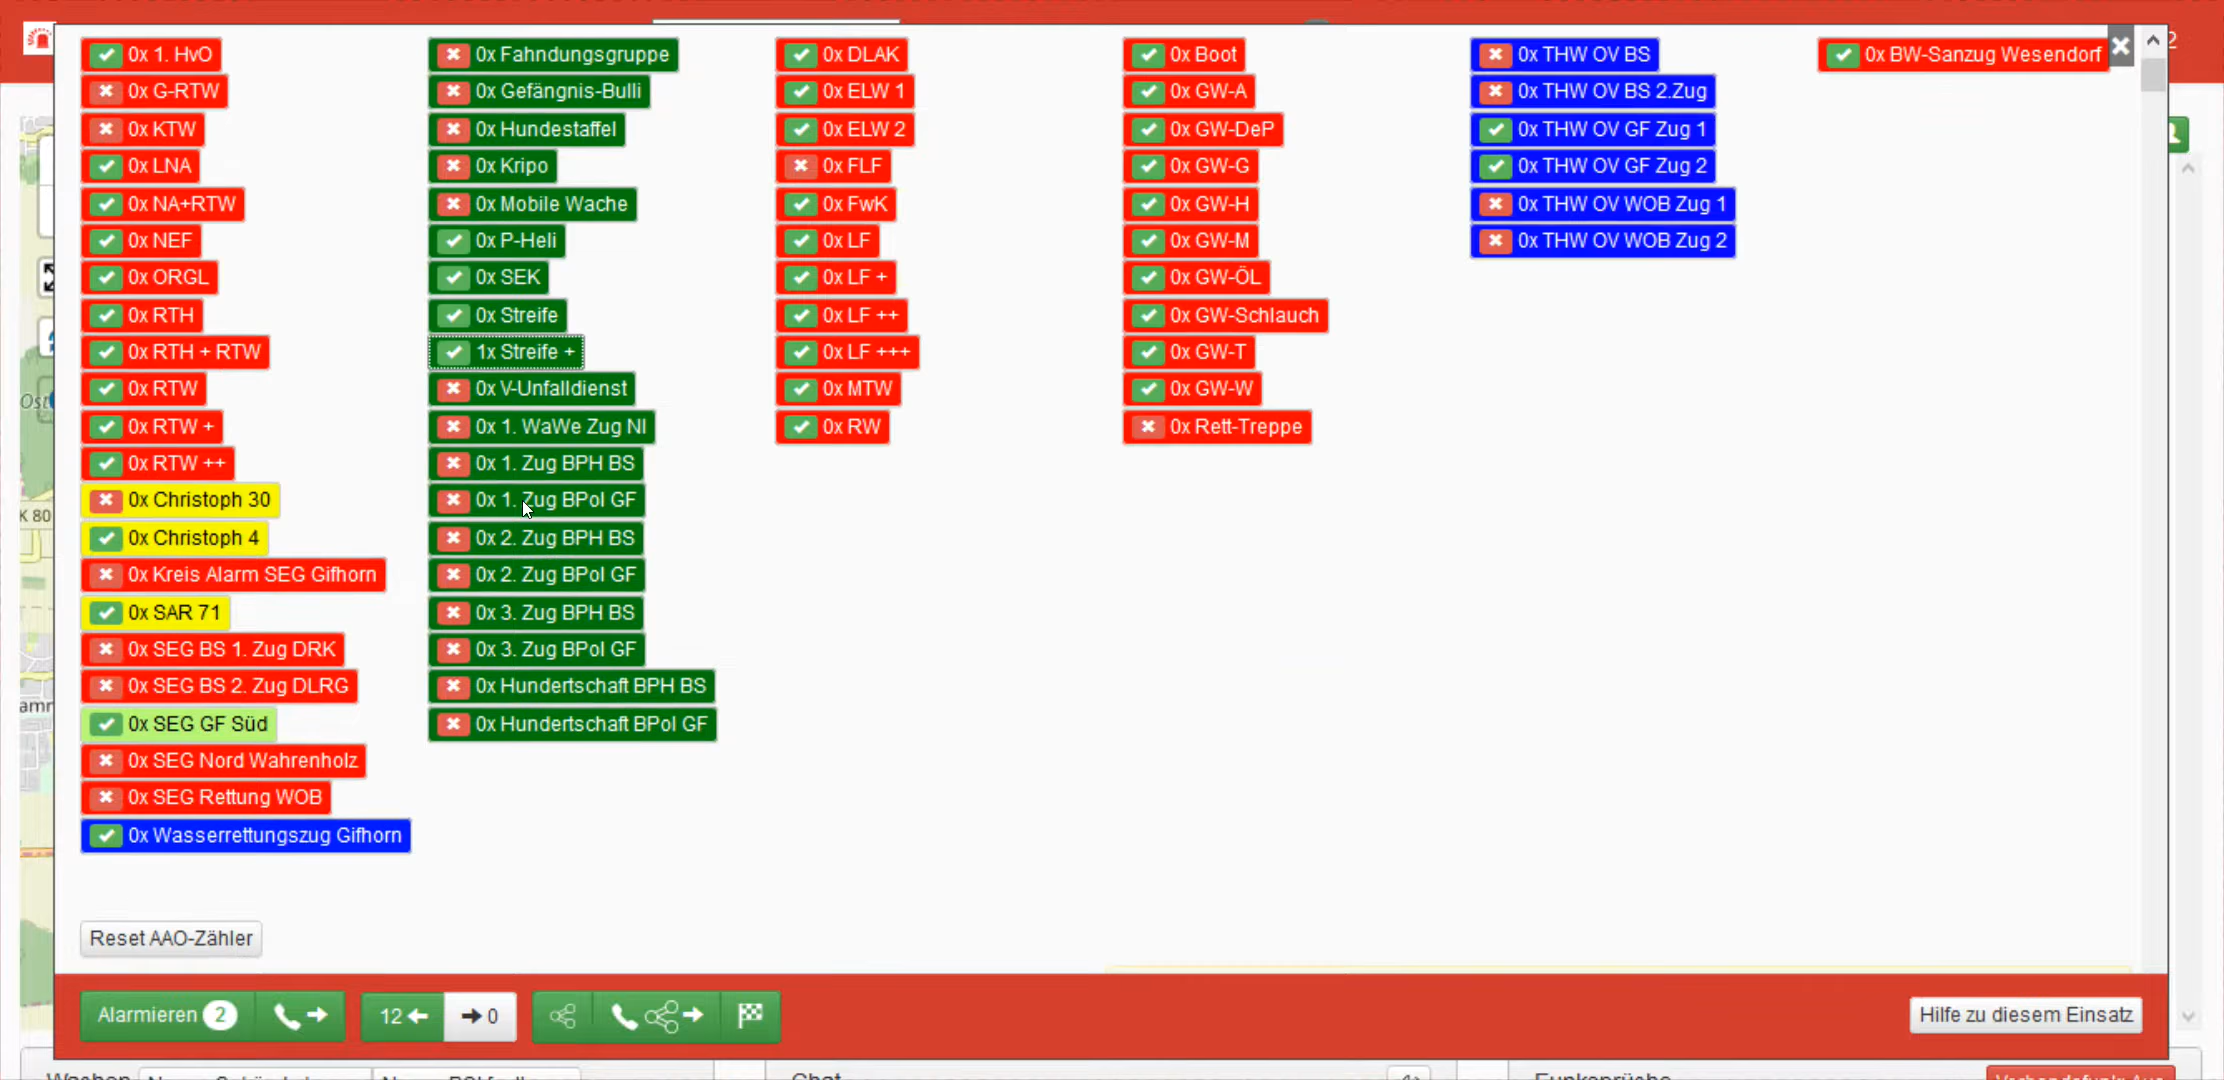 0x 1. HvO
0x G-RTW
0x KTW
0x LNA
0x NA+RTW
0x NEF
0x ORGL
0x RTH
0x RTH + RTW
0x RTW
0x RTW +
0x RTW ++
0x Christoph 30
0x Christoph 4
0x Kreis Alarm SEG Gifhorn
0x SAR 71
0x SEG BS 1. Zug DRK
0x SEG BS 2. Zug DLRG
0x SEG GF Süd
0x SEG Nord Wahrenholz
0x SEG Rettung WOB
0x Wasserrettungszug Gifhorn
0x Fahndungsgruppe
0x Gefängnis-Bulli
0x Hundestaffel
0x Kripo
0x Mobile Wache
0x P-Heli
0x SEK
0x Streife
1x Streife +
0x V-Unfalldienst
0x 1. WaWe Zug NI
0x 1. Zug BPH BS
0x 1. Zug BPol GF
0x 2. Zug BPH BS
0x 2. Zug BPol GF
0x 3. Zug BPH BS
0x 3. Zug BPol GF
0x Hundertschaft BPH BS
0x Hundertschaft BPol GF
0x DLAK
0x ELW 1
0x ELW 2
0x FLF
0x FwK
0x LF
0x LF +
0x LF ++
0x LF +++
0x MTW
0x RW
0x Boot
0x GW-A
0x GW-DeP
0x GW-G
0x GW-H
0x GW-M
0x GW-ÖL
0x GW-Schlauch
0x GW-T
0x GW-W
0x Rett-Treppe
0x THW OV BS
0x THW OV BS 2.Zug
0x THW OV GF Zug 1
0x THW OV GF Zug 2
0x THW OV WOB Zug 1
0x THW OV WOB Zug 2
0x BW-Sanzug Wesendorf
2
Ost
K 80
Reset AAO-Zähler
Alarmieren 2
12
0
Hilfe zu diesem Einsatz
Wachen
Chat
Funksprüche